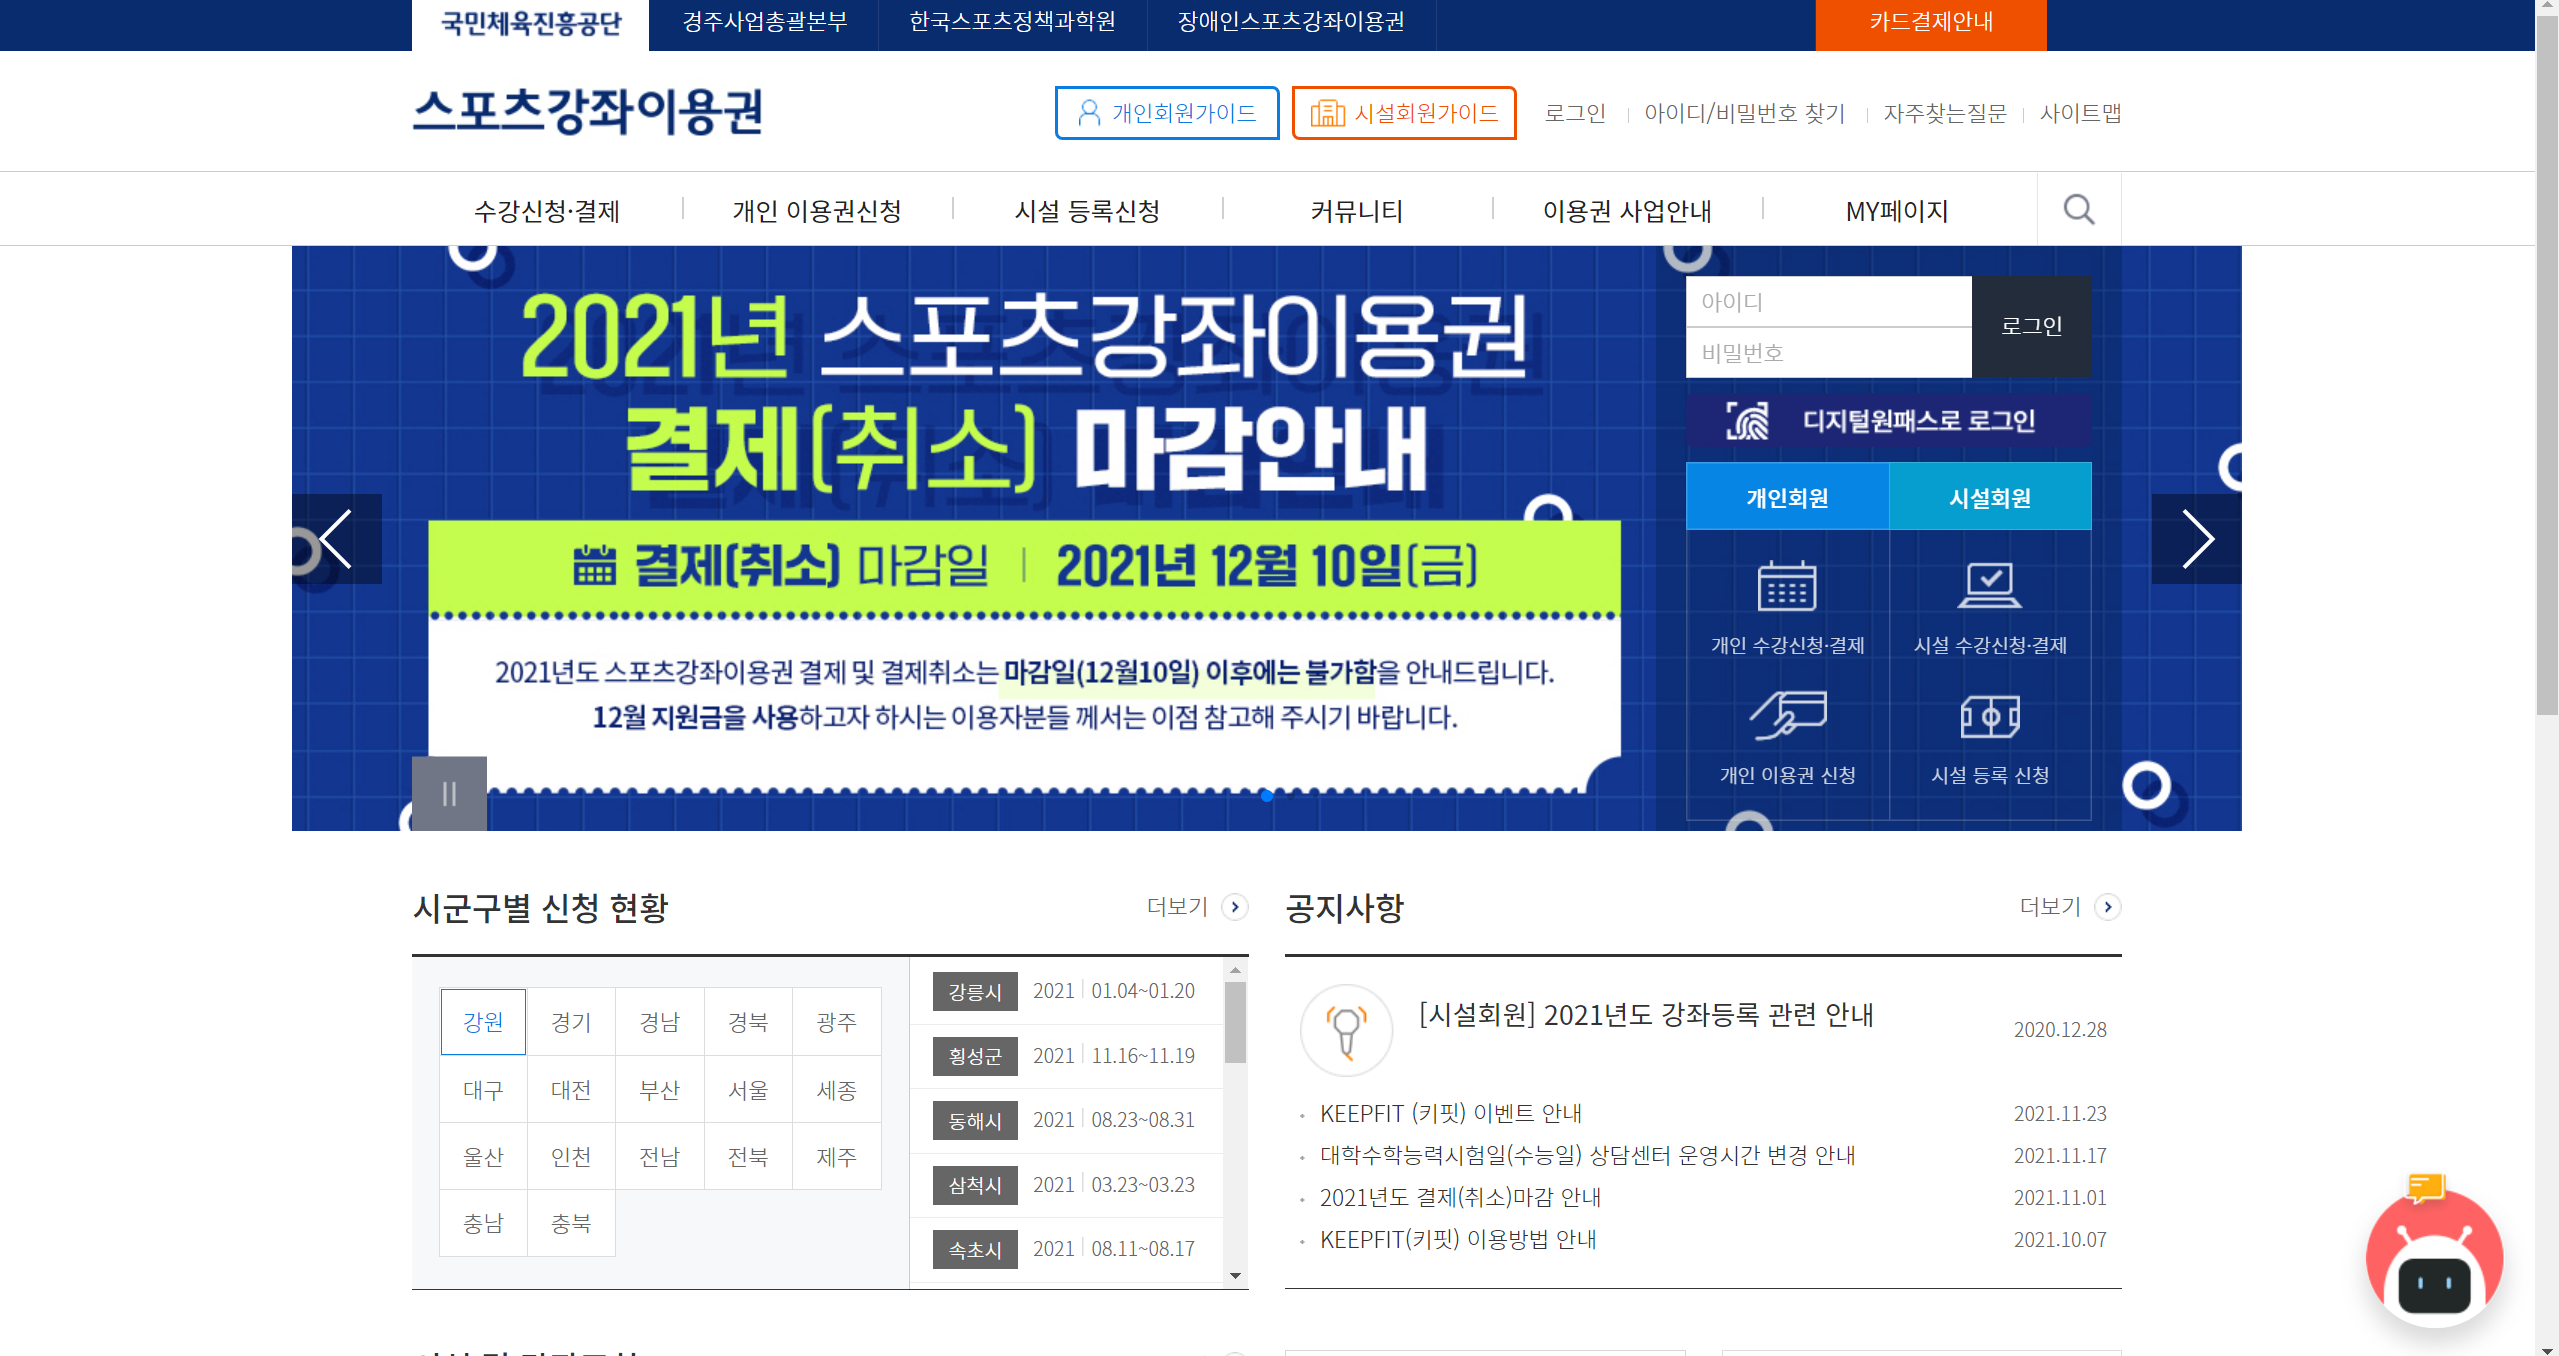 국민체육진흥공단 경주사업총괄본부 한국스포츠정책과학원 장애인스포츠강좌이용권 카드결제안내
스포츠강좌이용권 개인회원가이드 시설회원가이드 로그인 아이디/비밀번호 찾기 자주찾는질문 사이트맵
수강신청·결제 개인 이용권신청 시설 등록신청 커뮤니티 이용권 사업안내 MY페이지
2021년 스포츠강좌이용권
결제(취소) 마감안내
결제(취소) 마감일 | 2021년 12월 10일(금)
2021년도 스포츠강좌이용권 결제 및 결제취소는 마감일(12월10일) 이후에는 불가함을 안내드립니다.
12월 지원금을 사용하고자 하시는 이용자분들 께서는 이점 참고해 주시기 바랍니다.
아이디
비밀번호
로그인
디지털원패스로 로그인
개인회원 시설회원
개인 수강신청·결제 시설 수강신청·결제
개인 이용권 신청 시설 등록 신청
시군구별 신청 현황 더보기
강원 경기 경남 경북 광주
대구 대전 부산 서울 세종
울산 인천 전남 전북 제주
충남 충북
강릉시 2021 | 01.04~01.20
횡성군 2021 | 11.16~11.19
동해시 2021 | 08.23~08.31
삼척시 2021 | 03.23~03.23
속초시 2021 | 08.11~08.17
공지사항 더보기
[시설회원] 2021년도 강좌등록 관련 안내 2020.12.28
KEEPFIT (키핏) 이벤트 안내 2021.11.23
대학수학능력시험일(수능일) 상담센터 운영시간 변경 안내 2021.11.17
2021년도 결제(취소)마감 안내 2021.11.01
KEEPFIT(키핏) 이용방법 안내 2021.10.07